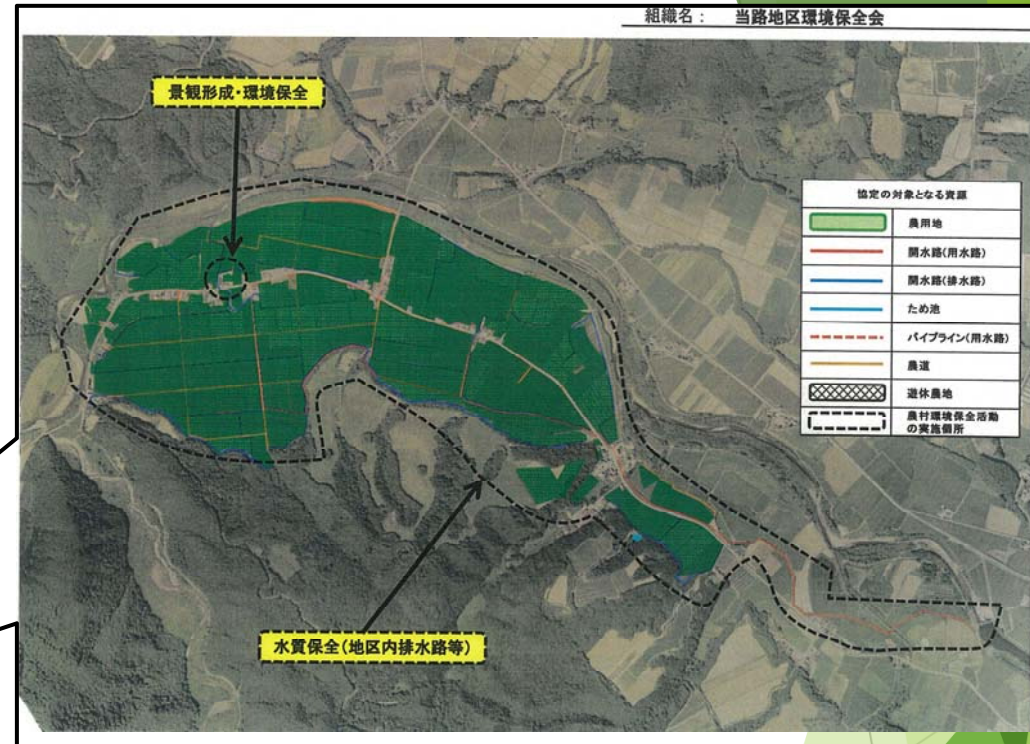 組織名： 当路地区環境保全会
景観形成・環境保全
協定の対象となる資源
農用地
開水路(用水路)
開水路(排水路)
ため池
パイプライン(用水路)
農道
遊休農地
農村環境保全活動
の実施個所
水質保全(地区内排水路等)